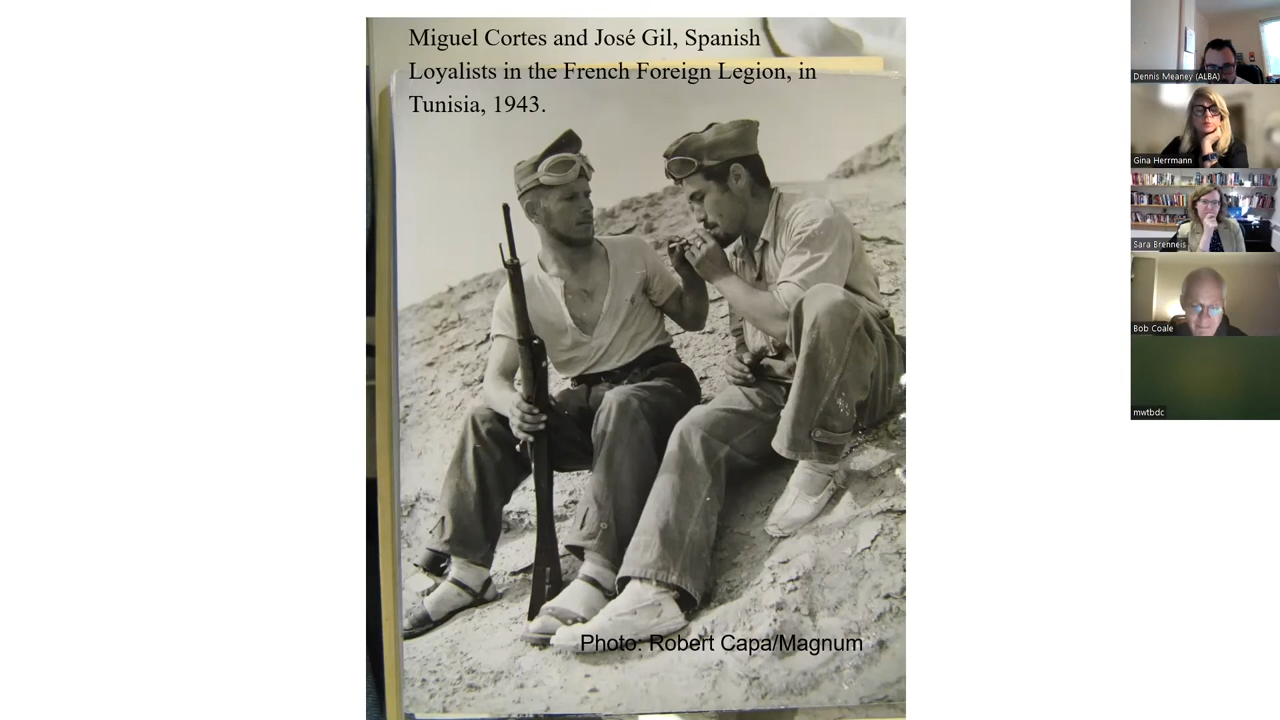 Miguel Cortes and José Gil, Spanish
Loyalists in the French Foreign Legion, in
Tunisia, 1943.
Photo: Robert Capa/Magnum
Dennis Meaney (ALBA)
Gina Herrmann
Sara Brenneis
Bob Coale
mwtbdc